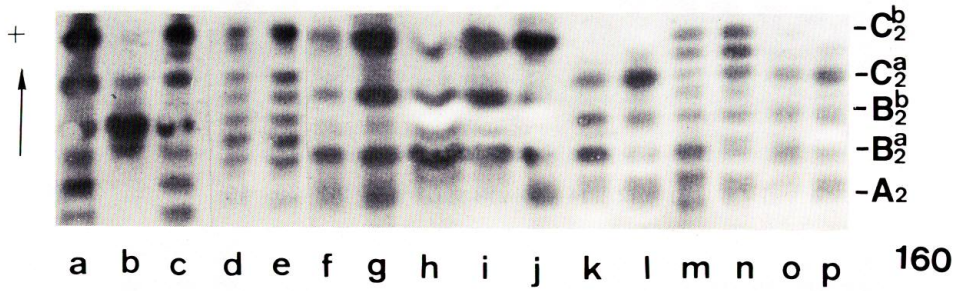 +
-C₂ᵇ
-C₂ᵃ
-B₂ᵇ
-B₂ᵃ
-A₂
a b c d e f g h i j k l m n o p
160